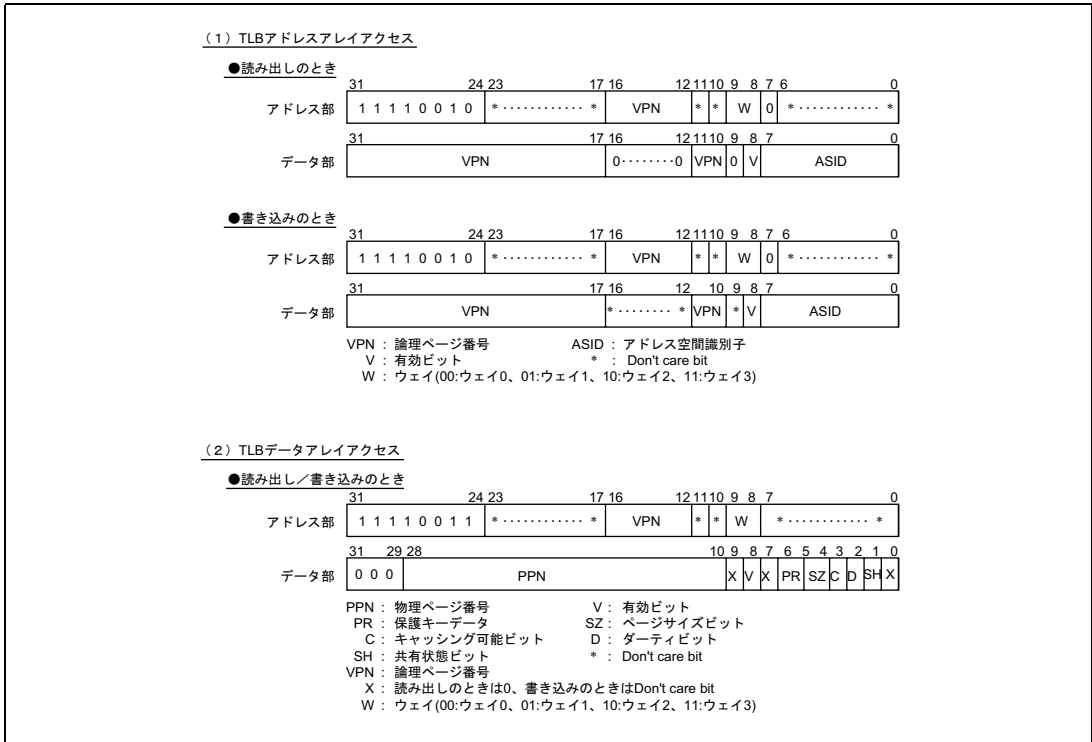 (1) TLBアドレスアレイアクセス
●読み出しのとき
31 24 23 17 16 12 11 10 9 8 7 6 0
アドレス部 1 1 1 1 0 0 1 0 *············ * VPN * * W 0 *············ *
31 17 16 12 11 10 9 8 7 0
データ部 VPN 0········0 VPN 0 V ASID
●書き込みのとき
31 24 23 17 16 12 11 10 9 8 7 6 0
アドレス部 1 1 1 1 0 0 1 0 *············ * VPN * * W 0 *············ *
31 17 16 12 10 9 8 7 0
データ部 VPN *········ * VPN * V ASID
VPN : 論理ページ番号 ASID : アドレス空間識別子
V : 有効ビット * : Don't care bit
W : ウェイ(00:ウェイ0、01:ウェイ1、10:ウェイ2、11:ウェイ3)
(2) TLBデータアレイアクセス
●読み出し/書き込みのとき
31 24 23 17 16 12 11 10 9 8 7 0
アドレス部 1 1 1 1 0 0 1 1 *············ * VPN * * W *············ *
31 29 28 10 9 8 7 6 5 4 3 2 1 0
データ部 0 0 0 PPN X V X PR SZ C D SH X
PPN : 物理ページ番号 V : 有効ビット
PR : 保護キーデータ SZ : ページサイズビット
C : キャッシング可能ビット D : ダーティビット
SH : 共有状態ビット * : Don't care bit
VPN : 論理ページ番号
X : 読み出しのときは0、書き込みのときはDon't care bit
W : ウェイ(00:ウェイ0、01:ウェイ1、10:ウェイ2、11:ウェイ3)